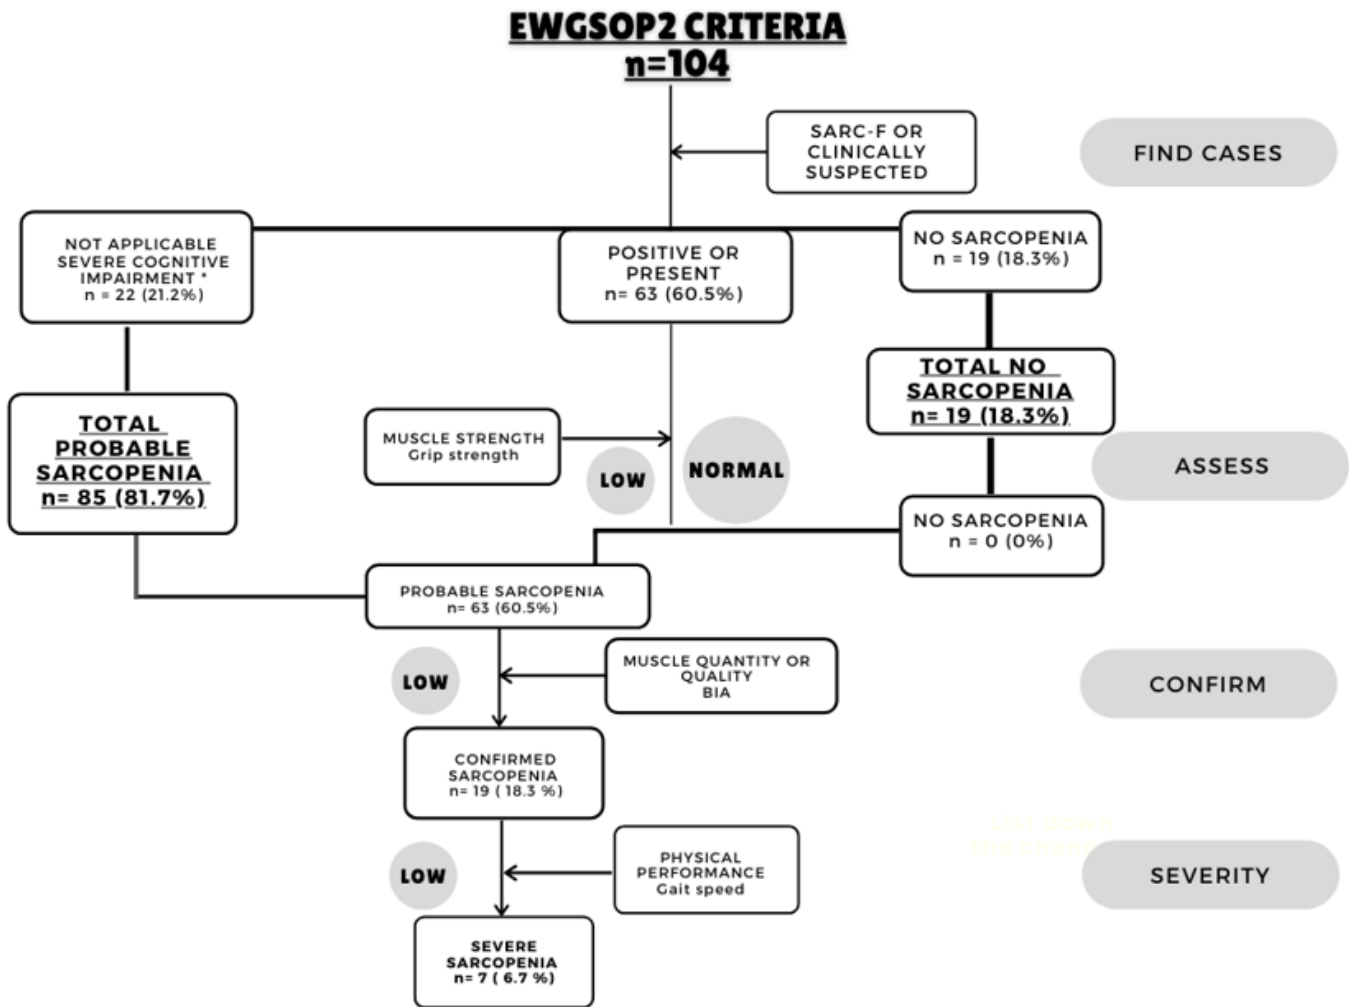 EWGSOP2 CRITERIA
n=104
SARC-F OR
CLINICALLY
SUSPECTED
FIND CASES
NOT APPLICABLE
SEVERE COGNITIVE
IMPAIRMENT *
n = 22 (21.2%)
POSITIVE OR
PRESENT
n= 63 (60.5%)
NO SARCOPENIA
n = 19 (18.3%)
TOTAL NO
SARCOPENIA
n= 19 (18.3%)
TOTAL
PROBABLE
SARCOPENIA
n= 85 (81.7%)
MUSCLE STRENGTH
Grip strength
LOW
NORMAL
ASSESS
NO SARCOPENIA
n = 0 (0%)
PROBABLE SARCOPENIA
n= 63 (60.5%)
LOW
MUSCLE QUANTITY OR
QUALITY
BIA
CONFIRM
CONFIRMED
SARCOPENIA
n= 19 ( 18.3 %)
List down
LOW
PHYSICAL
PERFORMANCE
Gait speed
SEVERITY
SEVERE
SARCOPENIA
n= 7 ( 6.7 %)